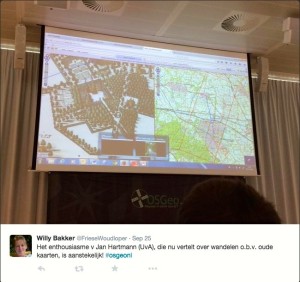 OSGeo
Willy Bakker @FrieseWoudloper · Sep 25
Het enthousiasme v Jan Hartmann (UvA), die nu vertelt over wandelen o.b.v. oude
kaarten, is aanstekelijk! #osgeonl